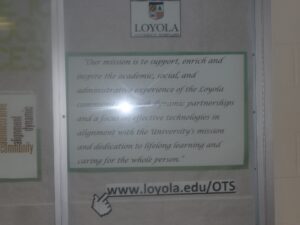 LOYOLA
"Our mission is to support, enrich and
inspire the academic, social, and
administrative experience of the Loyola
dynamic partnerships
and a focus effective technologies in
alignment with the University's mission
and dedication to lifelong learning and
caring for the whole person."
www.loyola.edu/OTS
alignment
dynamic
community